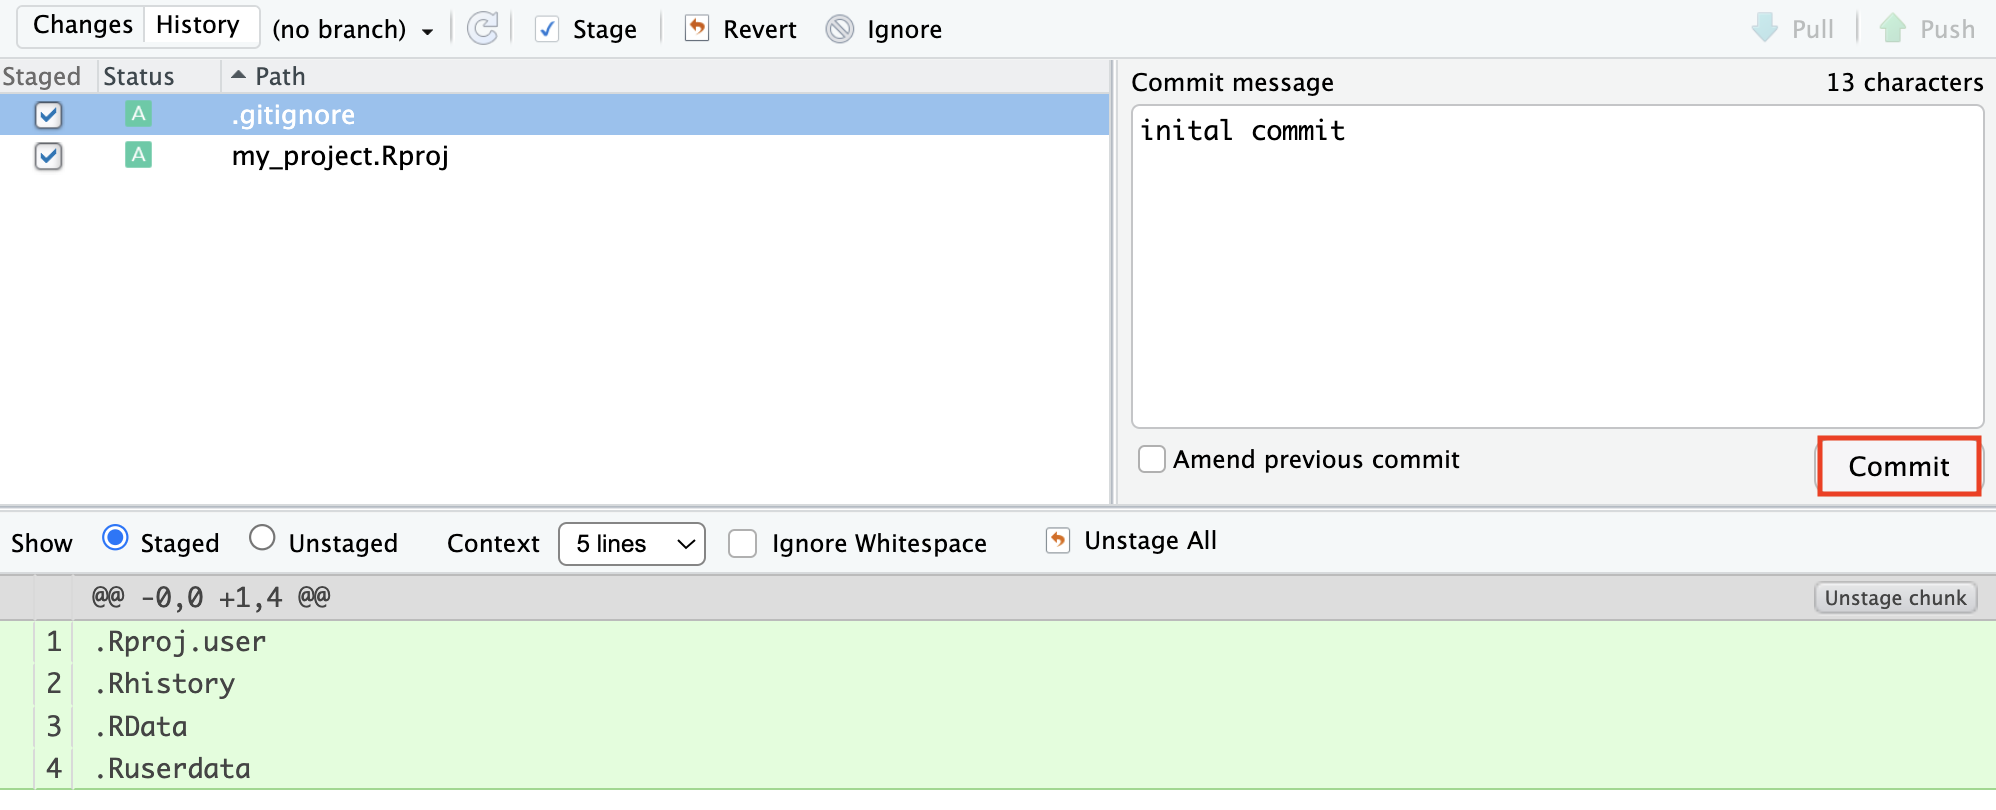 Changes History (no branch) Stage Revert Ignore Pull Push
Staged Status Path
A .gitignore
A my_project.Rproj
Commit message 13 characters
inital commit
Amend previous commit Commit
Show Staged Unstaged Context 5 lines Ignore Whitespace Unstage All
@@ -0,0 +1,4 @@ Unstage chunk
1 .Rproj.user
2 .Rhistory
3 .RData
4 .Ruserdata